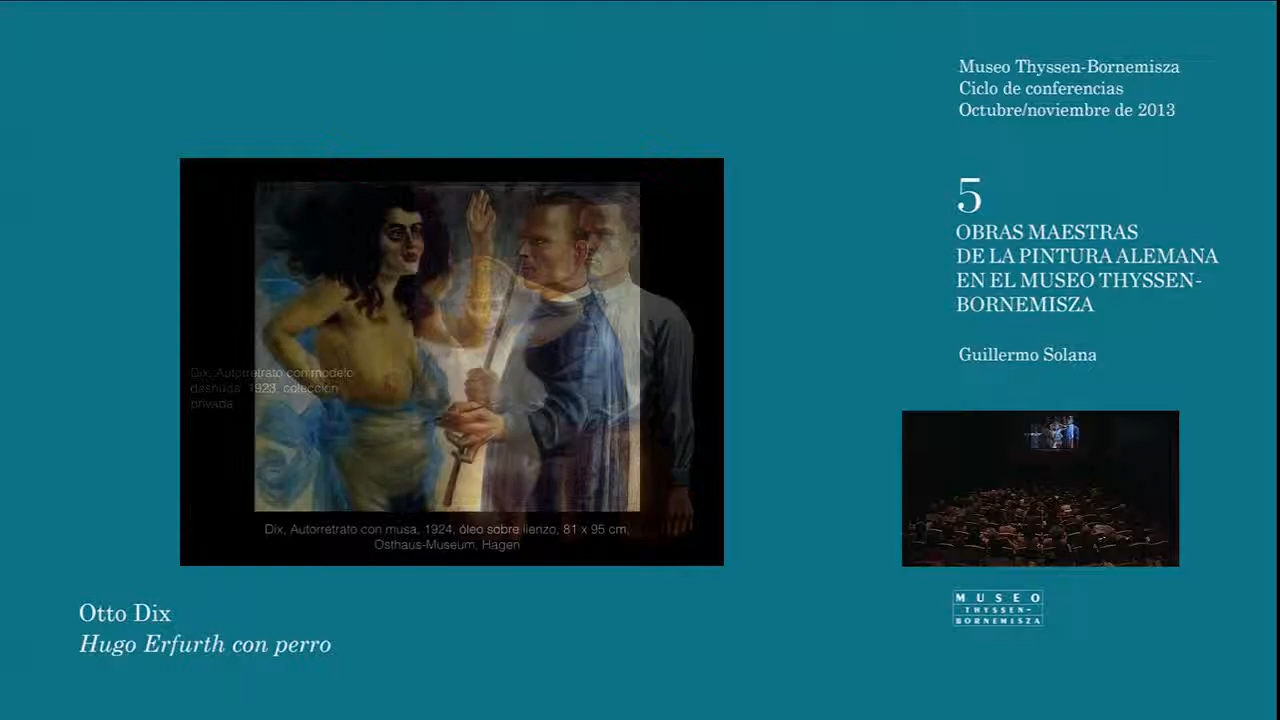 Museo Thyssen-Bornemisza
Ciclo de conferencias
Octubre/noviembre de 2013
5
OBRAS MAESTRAS
DE LA PINTURA ALEMANA
EN EL MUSEO THYSSEN-
BORNEMISZA
Guillermo Solana
Dix, Autorretrato con modelo
desnuda, 1923, colección
privada
Dix, Autorretrato con musa, 1924, óleo sobre lienzo, 81 x 95 cm,
Osthaus-Museum, Hagen
MUSEO
THYSSEN-
BORNEMISZA
Otto Dix
Hugo Erfurth con perro